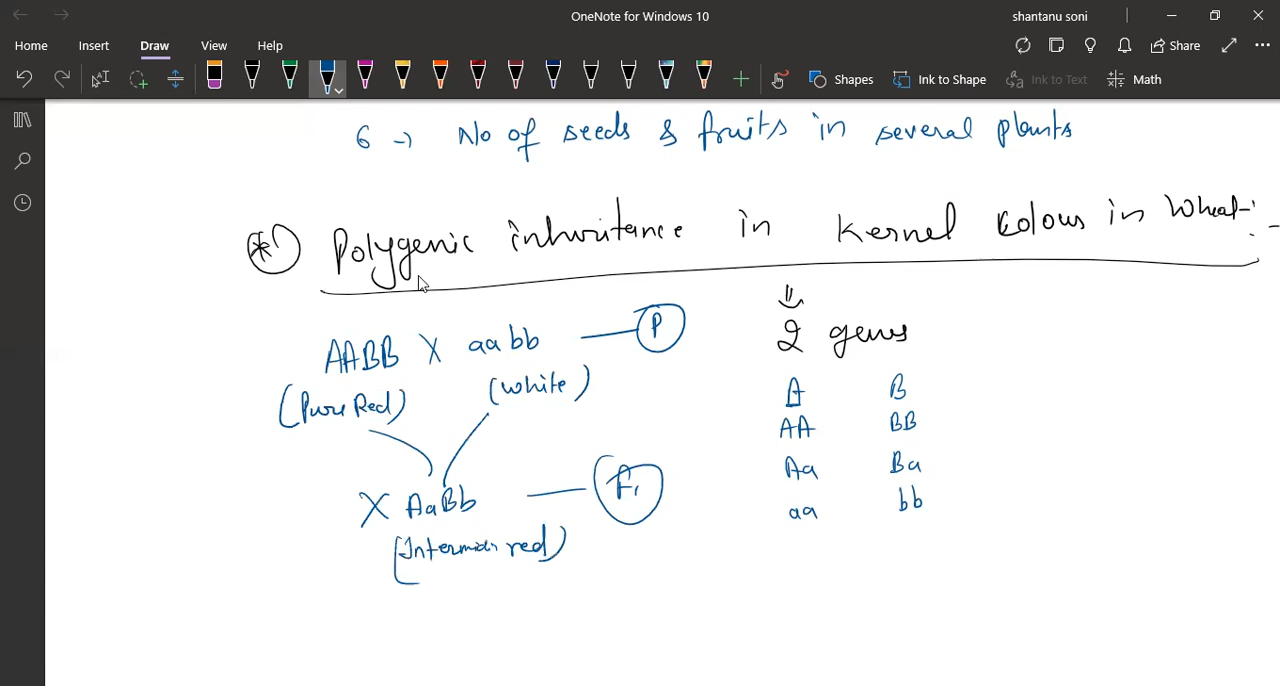 OneNote for Windows 10
shantanu soni
Home Insert Draw View Help
Share
Shapes Ink to Shape Ink to Text Math
6 → No of seeds & fruits in several plants
* Polygenic inhuritance in Kernel Colour in Wheat :-
AABB X aabb — P
(Pure Red) (White)
X AaBb — F1
(Intermi. red)
2 genes
A B
AA BB
Aa Ba
aa bb